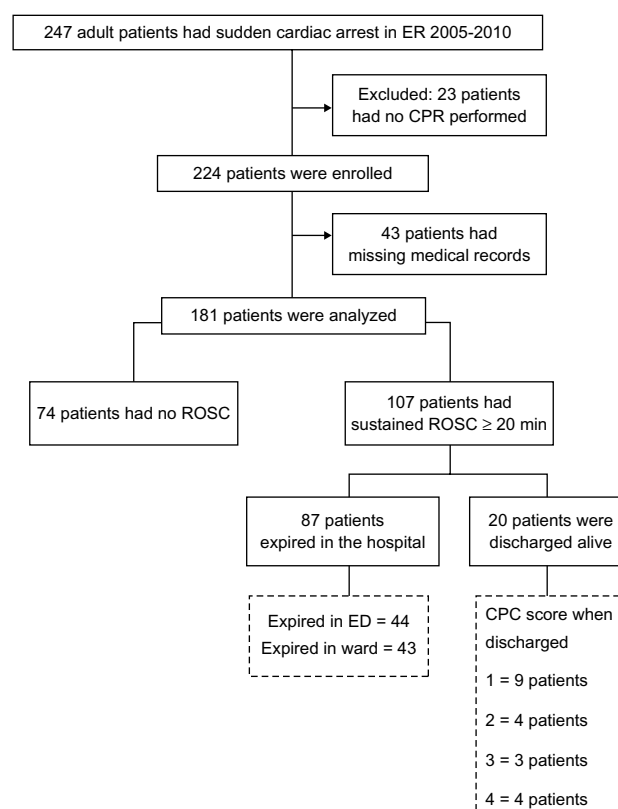 247 adult patients had sudden cardiac arrest in ER 2005-2010
Excluded: 23 patients
had no CPR performed
224 patients were enrolled
43 patients had
missing medical records
181 patients were analyzed
74 patients had no ROSC
107 patients had
sustained ROSC ≥ 20 min
87 patients
expired in the hospital
20 patients were
discharged alive
Expired in ED = 44
Expired in ward = 43
CPC score when
discharged
1 = 9 patients
2 = 4 patients
3 = 3 patients
4 = 4 patients